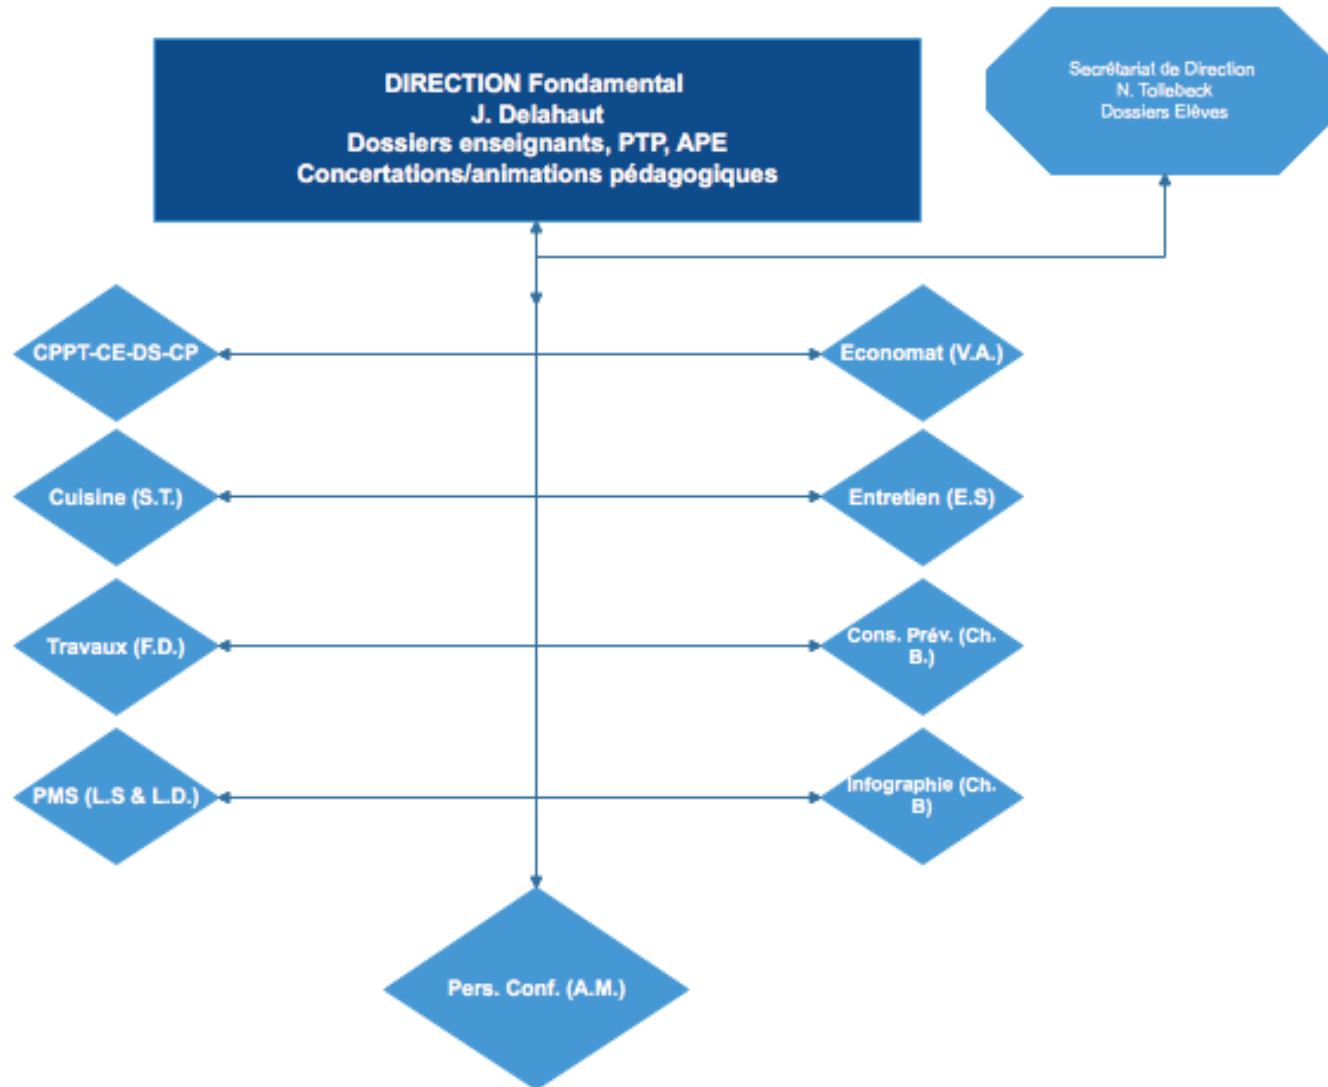 DIRECTION Fondamental
J. Delahaut
Dossiers enseignants, PTP, APE
Concertations/animations pédagogiques
Secrétariat de Direction
N. Tollebeck
Dossiers Elèves
CPPT-CE-DS-CP
Economat (V.A.)
Cuisine (S.T.)
Entretien (E.S)
Travaux (F.D.)
Cons. Prév. (Ch.
B.)
PMS (L.S & L.D.)
Infographie (Ch.
B)
Pers. Conf. (A.M.)